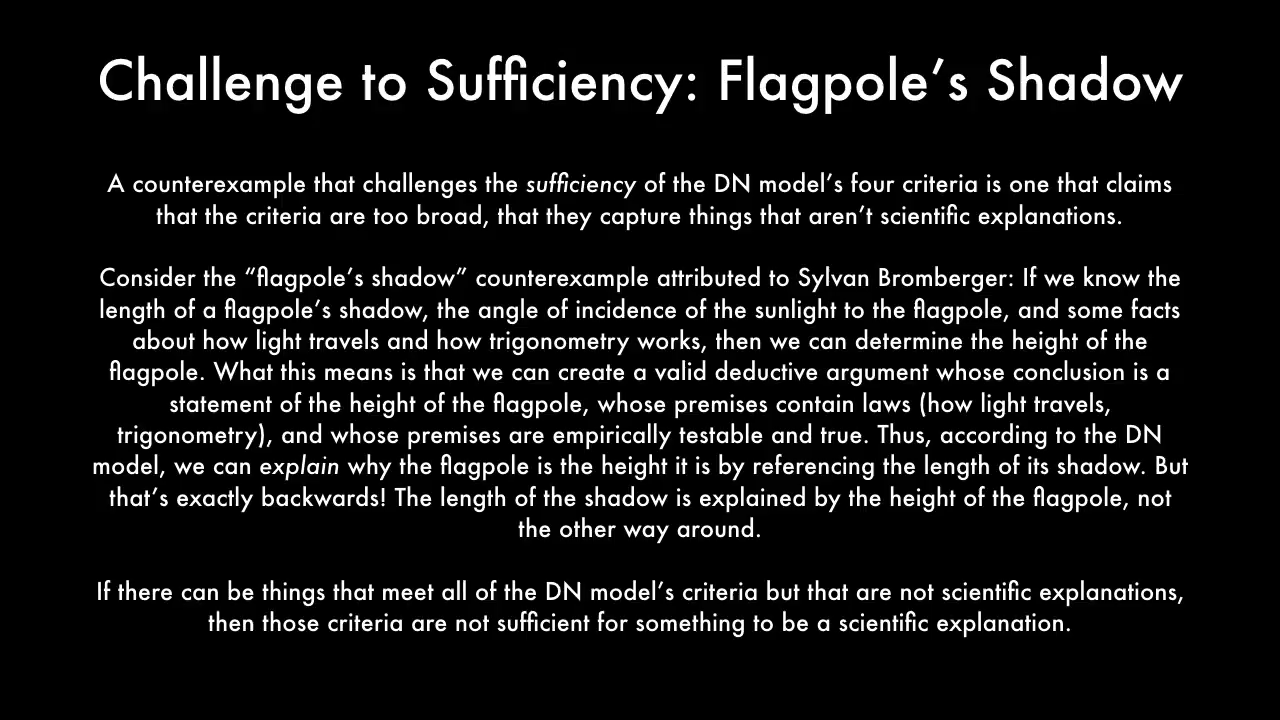 Challenge to Sufficiency: Flagpole’s Shadow
A counterexample that challenges the sufficiency of the DN model’s four criteria is one that claims
that the criteria are too broad, that they capture things that aren’t scientific explanations.
Consider the “flagpole’s shadow” counterexample attributed to Sylvan Bromberger: If we know the
length of a flagpole’s shadow, the angle of incidence of the sunlight to the flagpole, and some facts
about how light travels and how trigonometry works, then we can determine the height of the
flagpole. What this means is that we can create a valid deductive argument whose conclusion is a
statement of the height of the flagpole, whose premises contain laws (how light travels,
trigonometry), and whose premises are empirically testable and true. Thus, according to the DN
model, we can explain why the flagpole is the height it is by referencing the length of its shadow. But
that’s exactly backwards! The length of the shadow is explained by the height of the flagpole, not
the other way around.
If there can be things that meet all of the DN model’s criteria but that are not scientific explanations,
then those criteria are not sufficient for something to be a scientific explanation.